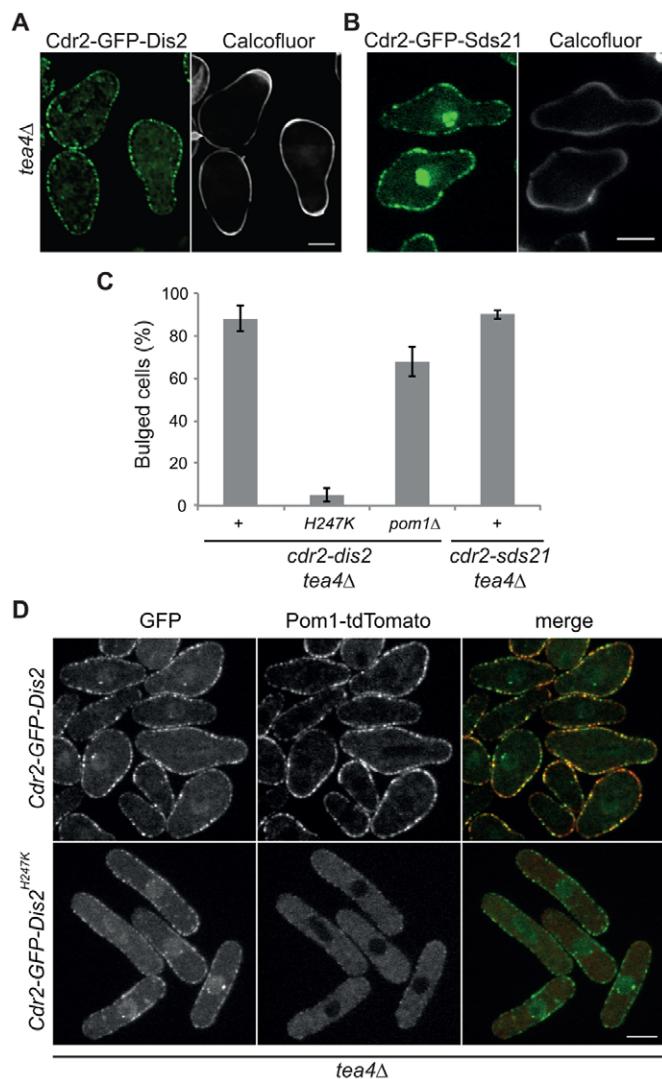 A
Cdr2-GFP-Dis2 Calcofluor
tea4Δ
B
Cdr2-GFP-Sds21 Calcofluor
C
Bulged cells (%)
100
80
60
40
20
0
+ H247K pom1Δ +
cdr2-dis2 cdr2-sds21
tea4Δ tea4Δ
D
GFP Pom1-tdTomato merge
Cdr2-GFP-Dis2
Cdr2-GFP-Dis2H247K
tea4Δ